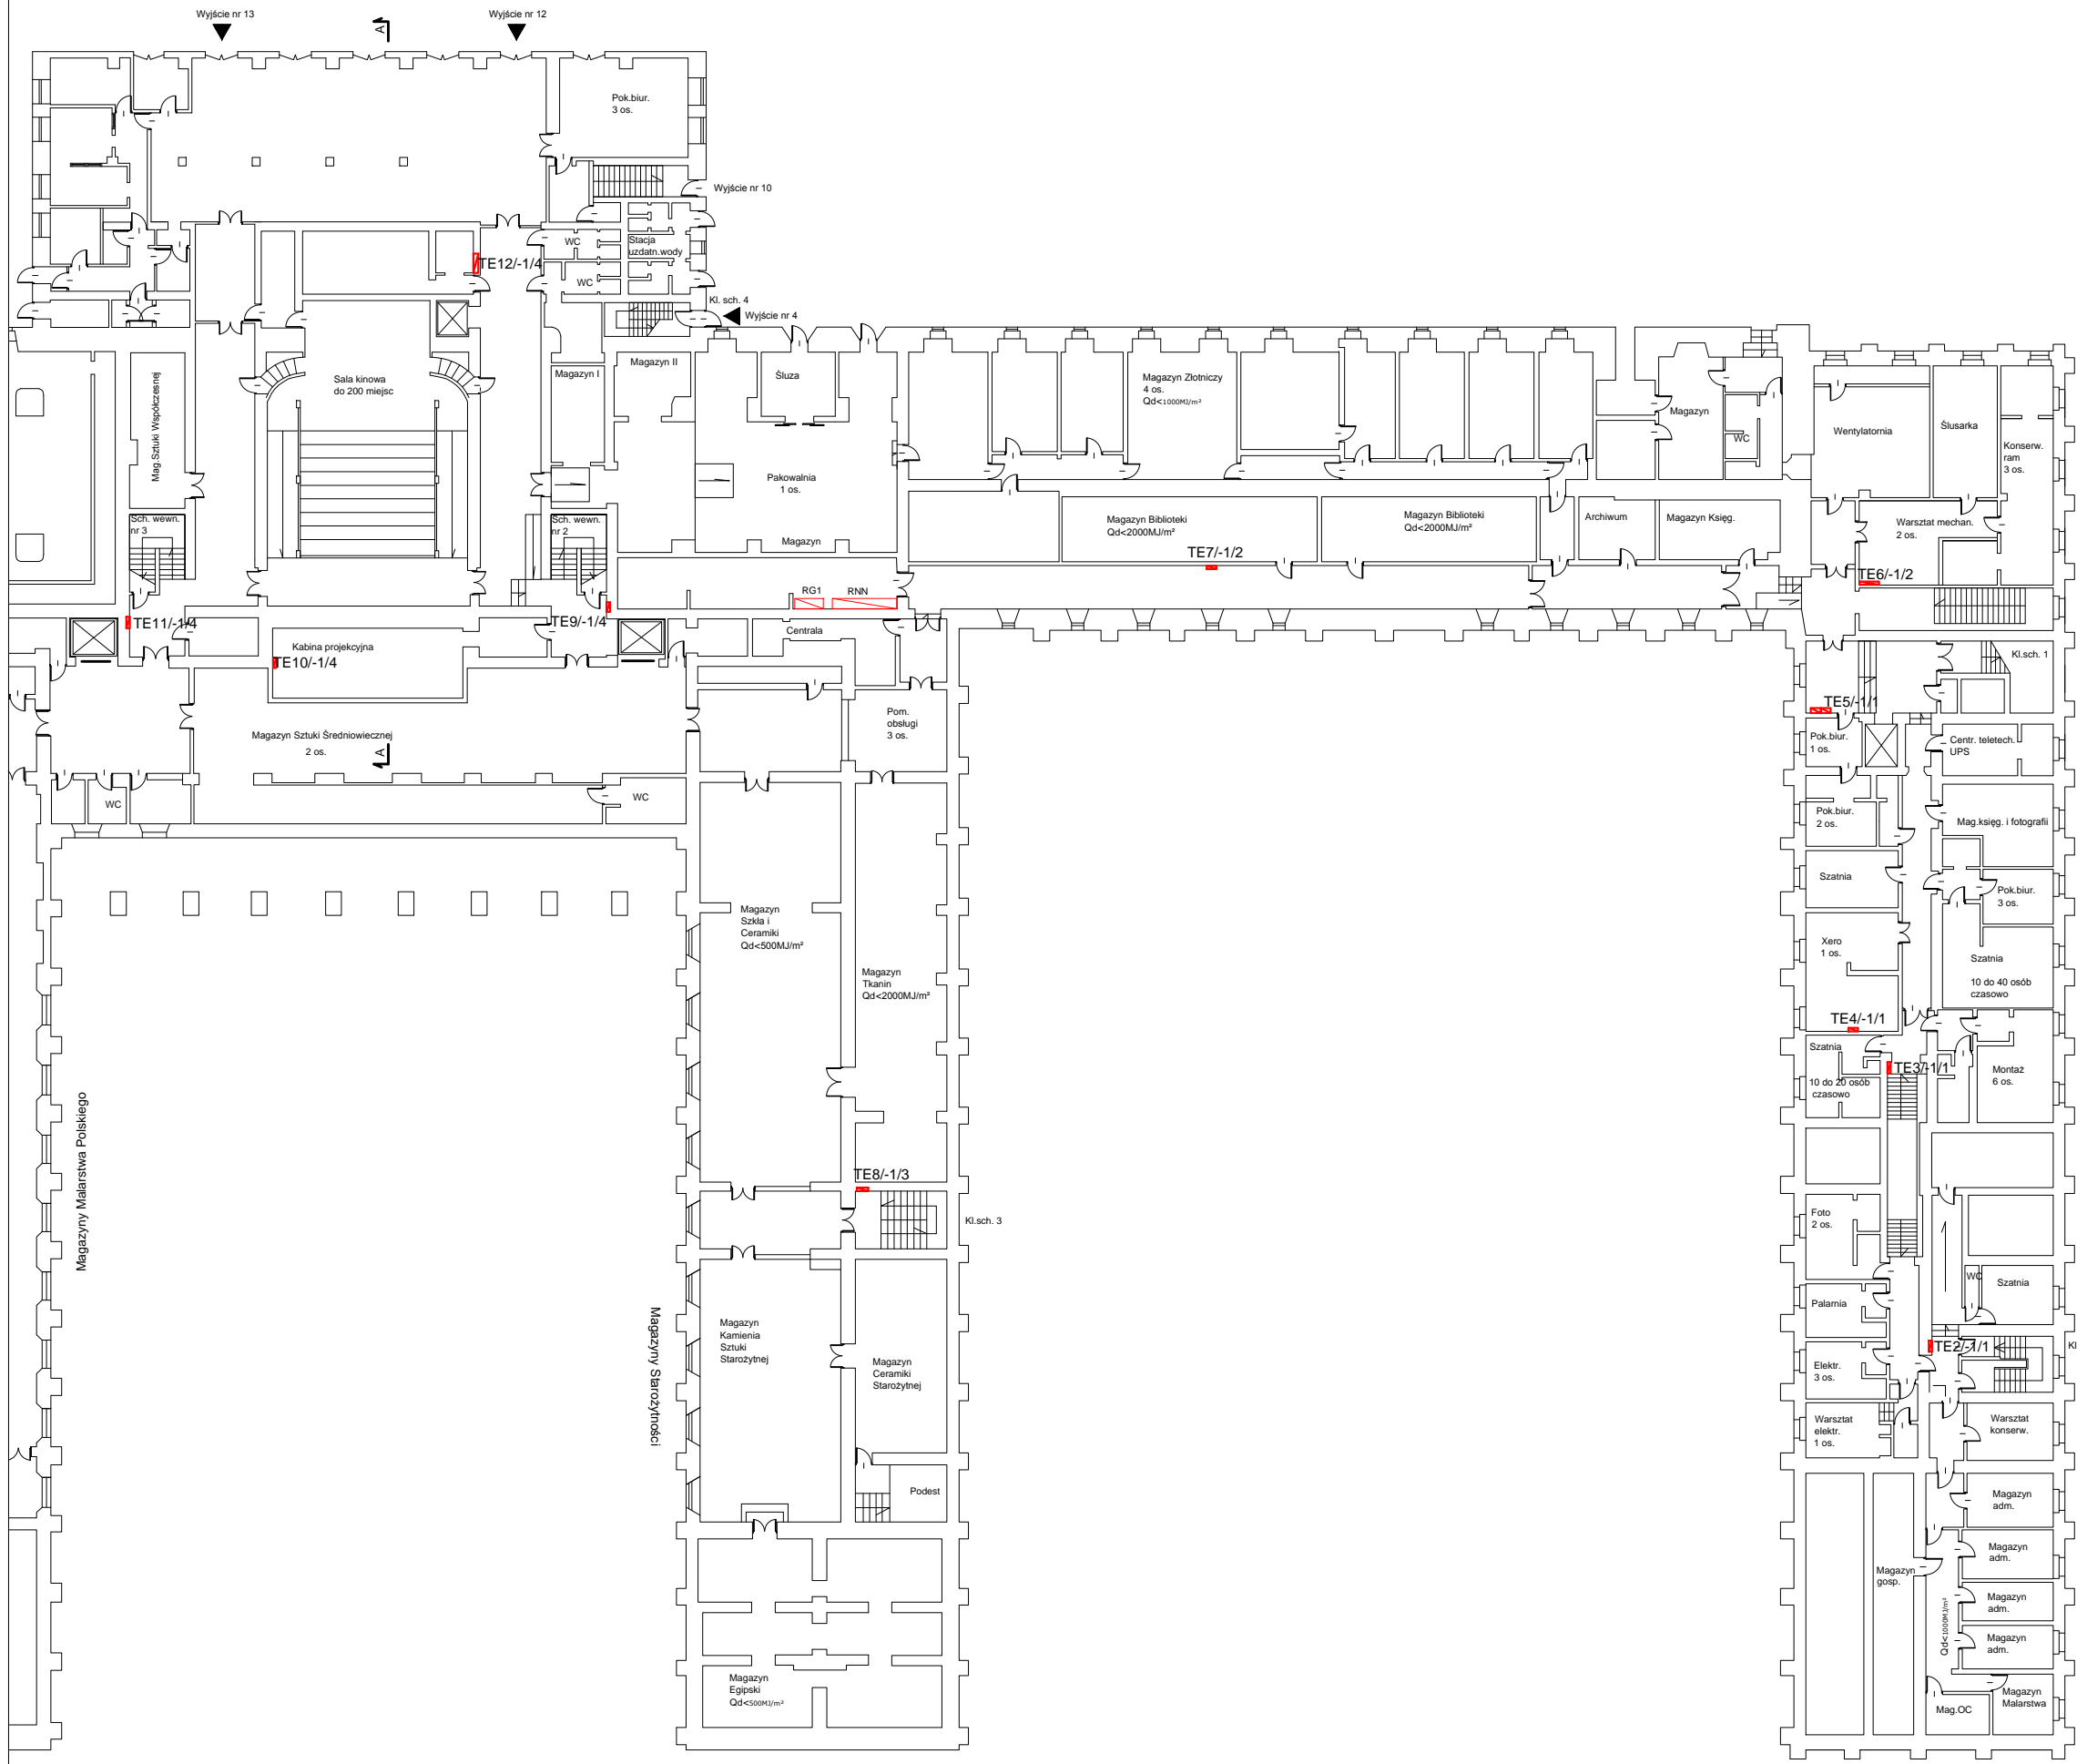 Wyjście nr 13
Wyjście nr 12
A
Pok.biur.
3 os.
Wyjście nr 10
WC
Stacja
uzdatn.wody
TE12/-1/4
WC
Kl. sch. 4
Wyjście nr 4
Mag.Sztuki Współczesnej
Sala kinowa
do 200 miejsc
Magazyn I
Magazyn II
Śluza
Magazyn Złotniczy
4 os.
Qd<1000MJ/m²
Magazyn
WC
Wentylatornia
Ślusarka
Konserw.
ram
3 os.
Pakowalnia
1 os.
Sch. wewn.
nr 3
Sch. wewn.
nr 2
Magazyn
Magazyn Biblioteki
Qd<2000MJ/m²
Magazyn Biblioteki
Qd<2000MJ/m²
Archiwum
Magazyn Księg.
Warsztat mechan.
2 os.
TE7/-1/2
TE6/-1/2
RG1
RNN
TE11/-1/4
TE9/-1/4
Centrala
Kabina projekcyjna
TE10/-1/4
Kl.sch. 1
TE5/-1/1
Magazyn Sztuki Średniowiecznej
2 os.
A
Pom.
obsługi
3 os.
Pok.biur.
1 os.
Centr. teletech.
UPS
WC
WC
Pok.biur.
2 os.
Mag.księg. i fotografii
Szatnia
Pok.biur.
3 os.
Magazyn
Szkła i
Ceramiki
Qd<500MJ/m²
Xero
1 os.
Szatnia
10 do 40 osób
czasowo
Magazyn
Tkanin
Qd<2000MJ/m²
TE4/-1/1
Szatnia
10 do 20 osób
czasowo
TE3/-1/1
Montaż
6 os.
Magazyny Malarstwa Polskiego
TE8/-1/3
Kl.sch. 3
Foto
2 os.
WC
Szatnia
Palarnia
Magazyny Starożytności
Magazyn
Kamienia
Sztuki
Starożytnej
Magazyn
Ceramiki
Starożytnej
TE2/-1/1
Kl
Elektr.
3 os.
Warsztat
elektr.
1 os.
Warsztat
konserw.
Podest
Magazyn
adm.
Magazyn
adm.
Magazyn
gosp.
Qd<1000MJ/m²
Magazyn
adm.
Magazyn
adm.
Magazyn
Egipski
Qd<500MJ/m²
Mag.OC
Magazyn
Malarstwa